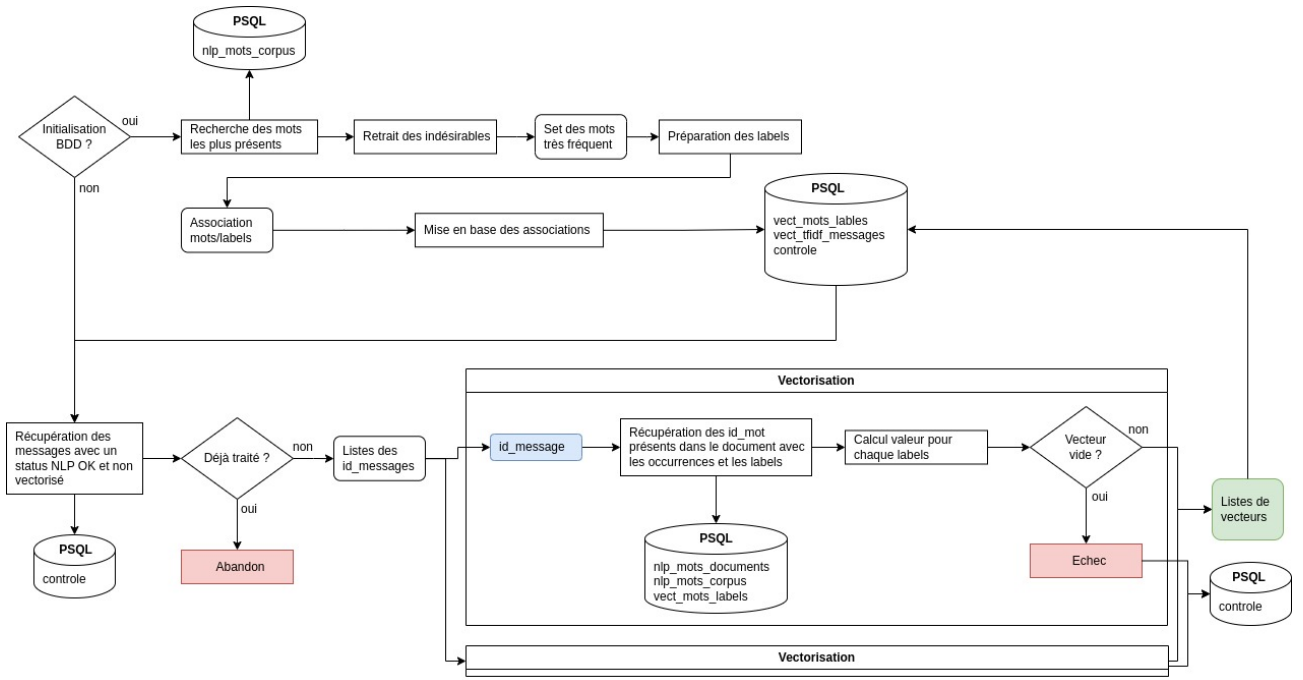 PSQL
nlp_mots_corpus
Initialisation
BDD ?
oui
Recherche des mots
les plus présents
Retrait des indésirables
Set des mots
très fréquent
Préparation des labels
non
Association
mots/labels
Mise en base des associations
PSQL
vect_mots_lables
vect_tfidf_messages
controle
Vectorisation
Récupération des
messages avec un
status NLP OK et non
vectorisé
Déjà traité ?
non
Listes des
id_messages
id_message
Récupération des id_mot
présents dans le document avec
les occurrences et les labels
Calcul valeur pour
chaque labels
Vecteur
vide ?
non
oui
oui
Listes de
vecteurs
PSQL
controle
Abandon
PSQL
nlp_mots_documents
nlp_mots_corpus
vect_mots_labels
Echec
PSQL
controle
Vectorisation